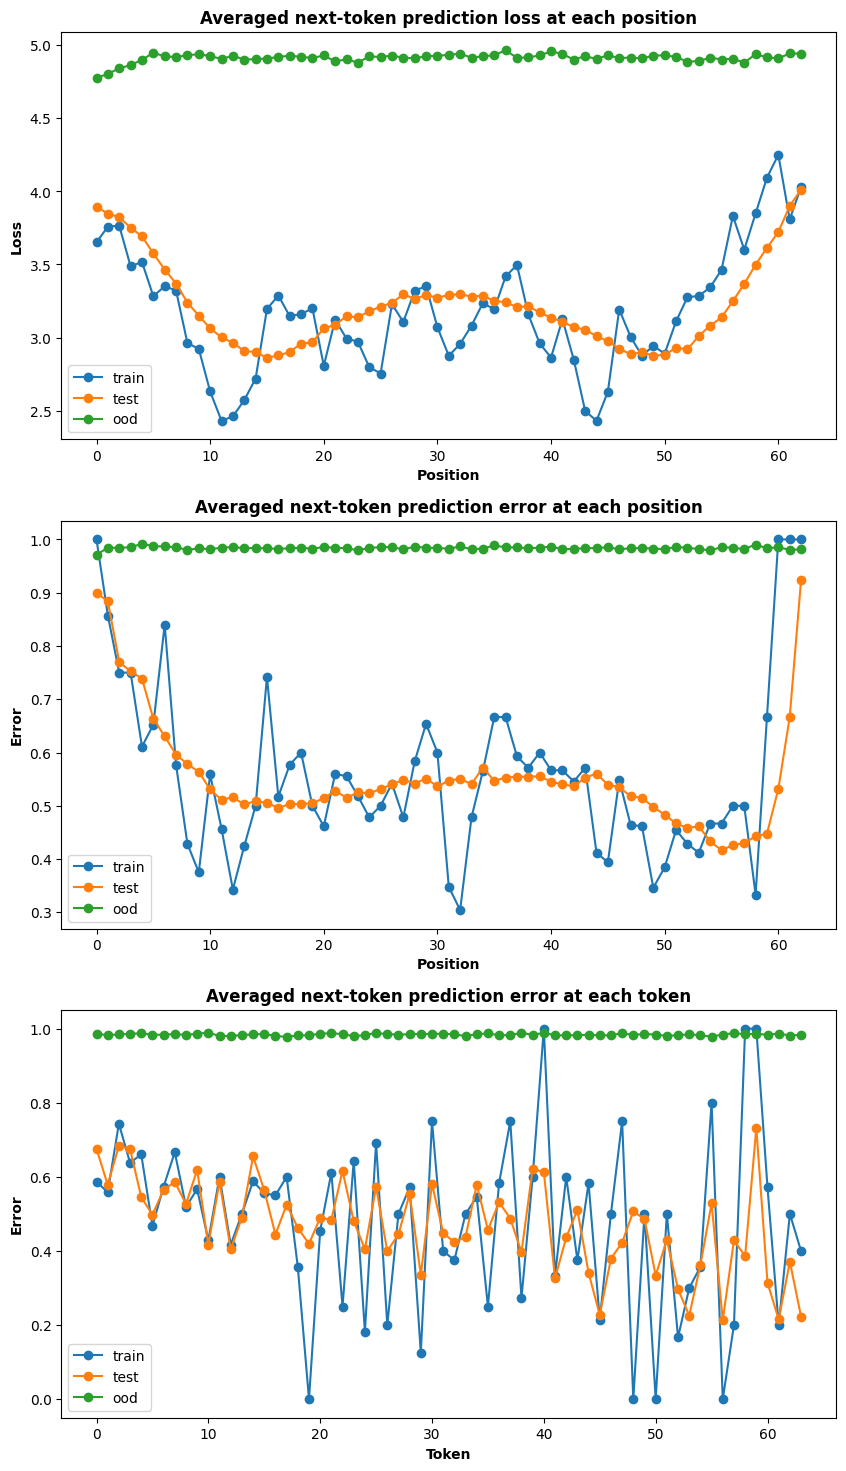 Averaged next-token prediction loss at each position
5.0
4.5
4.0
3.5
3.0
2.5
Loss
train
test
ood
0 10 20 30 40 50 60
Position
Averaged next-token prediction error at each position
1.0
0.9
0.8
0.7
0.6
0.5
0.4
0.3
Error
train
test
ood
0 10 20 30 40 50 60
Position
Averaged next-token prediction error at each token
1.0
0.8
0.6
0.4
0.2
0.0
Error
train
test
ood
0 10 20 30 40 50 60
Token